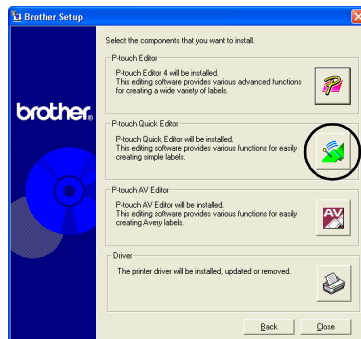 Brother Setup
Select the components that you want to install.
P-touch Editor
P-touch Editor 4 will be installed.
This editing software provides various advanced functions
for creating a wide variety of labels.
brother.
P-touch Quick Editor
P-touch Quick Editor will be installed.
This editing software provides various functions for easily
creating simple labels.
P-touch AV Editor
P-touch AV Editor will be installed.
This editing software provides various functions for easily
creating Avery labels.
AV
Driver
The printer driver will be installed, updated or removed.
Back
Close